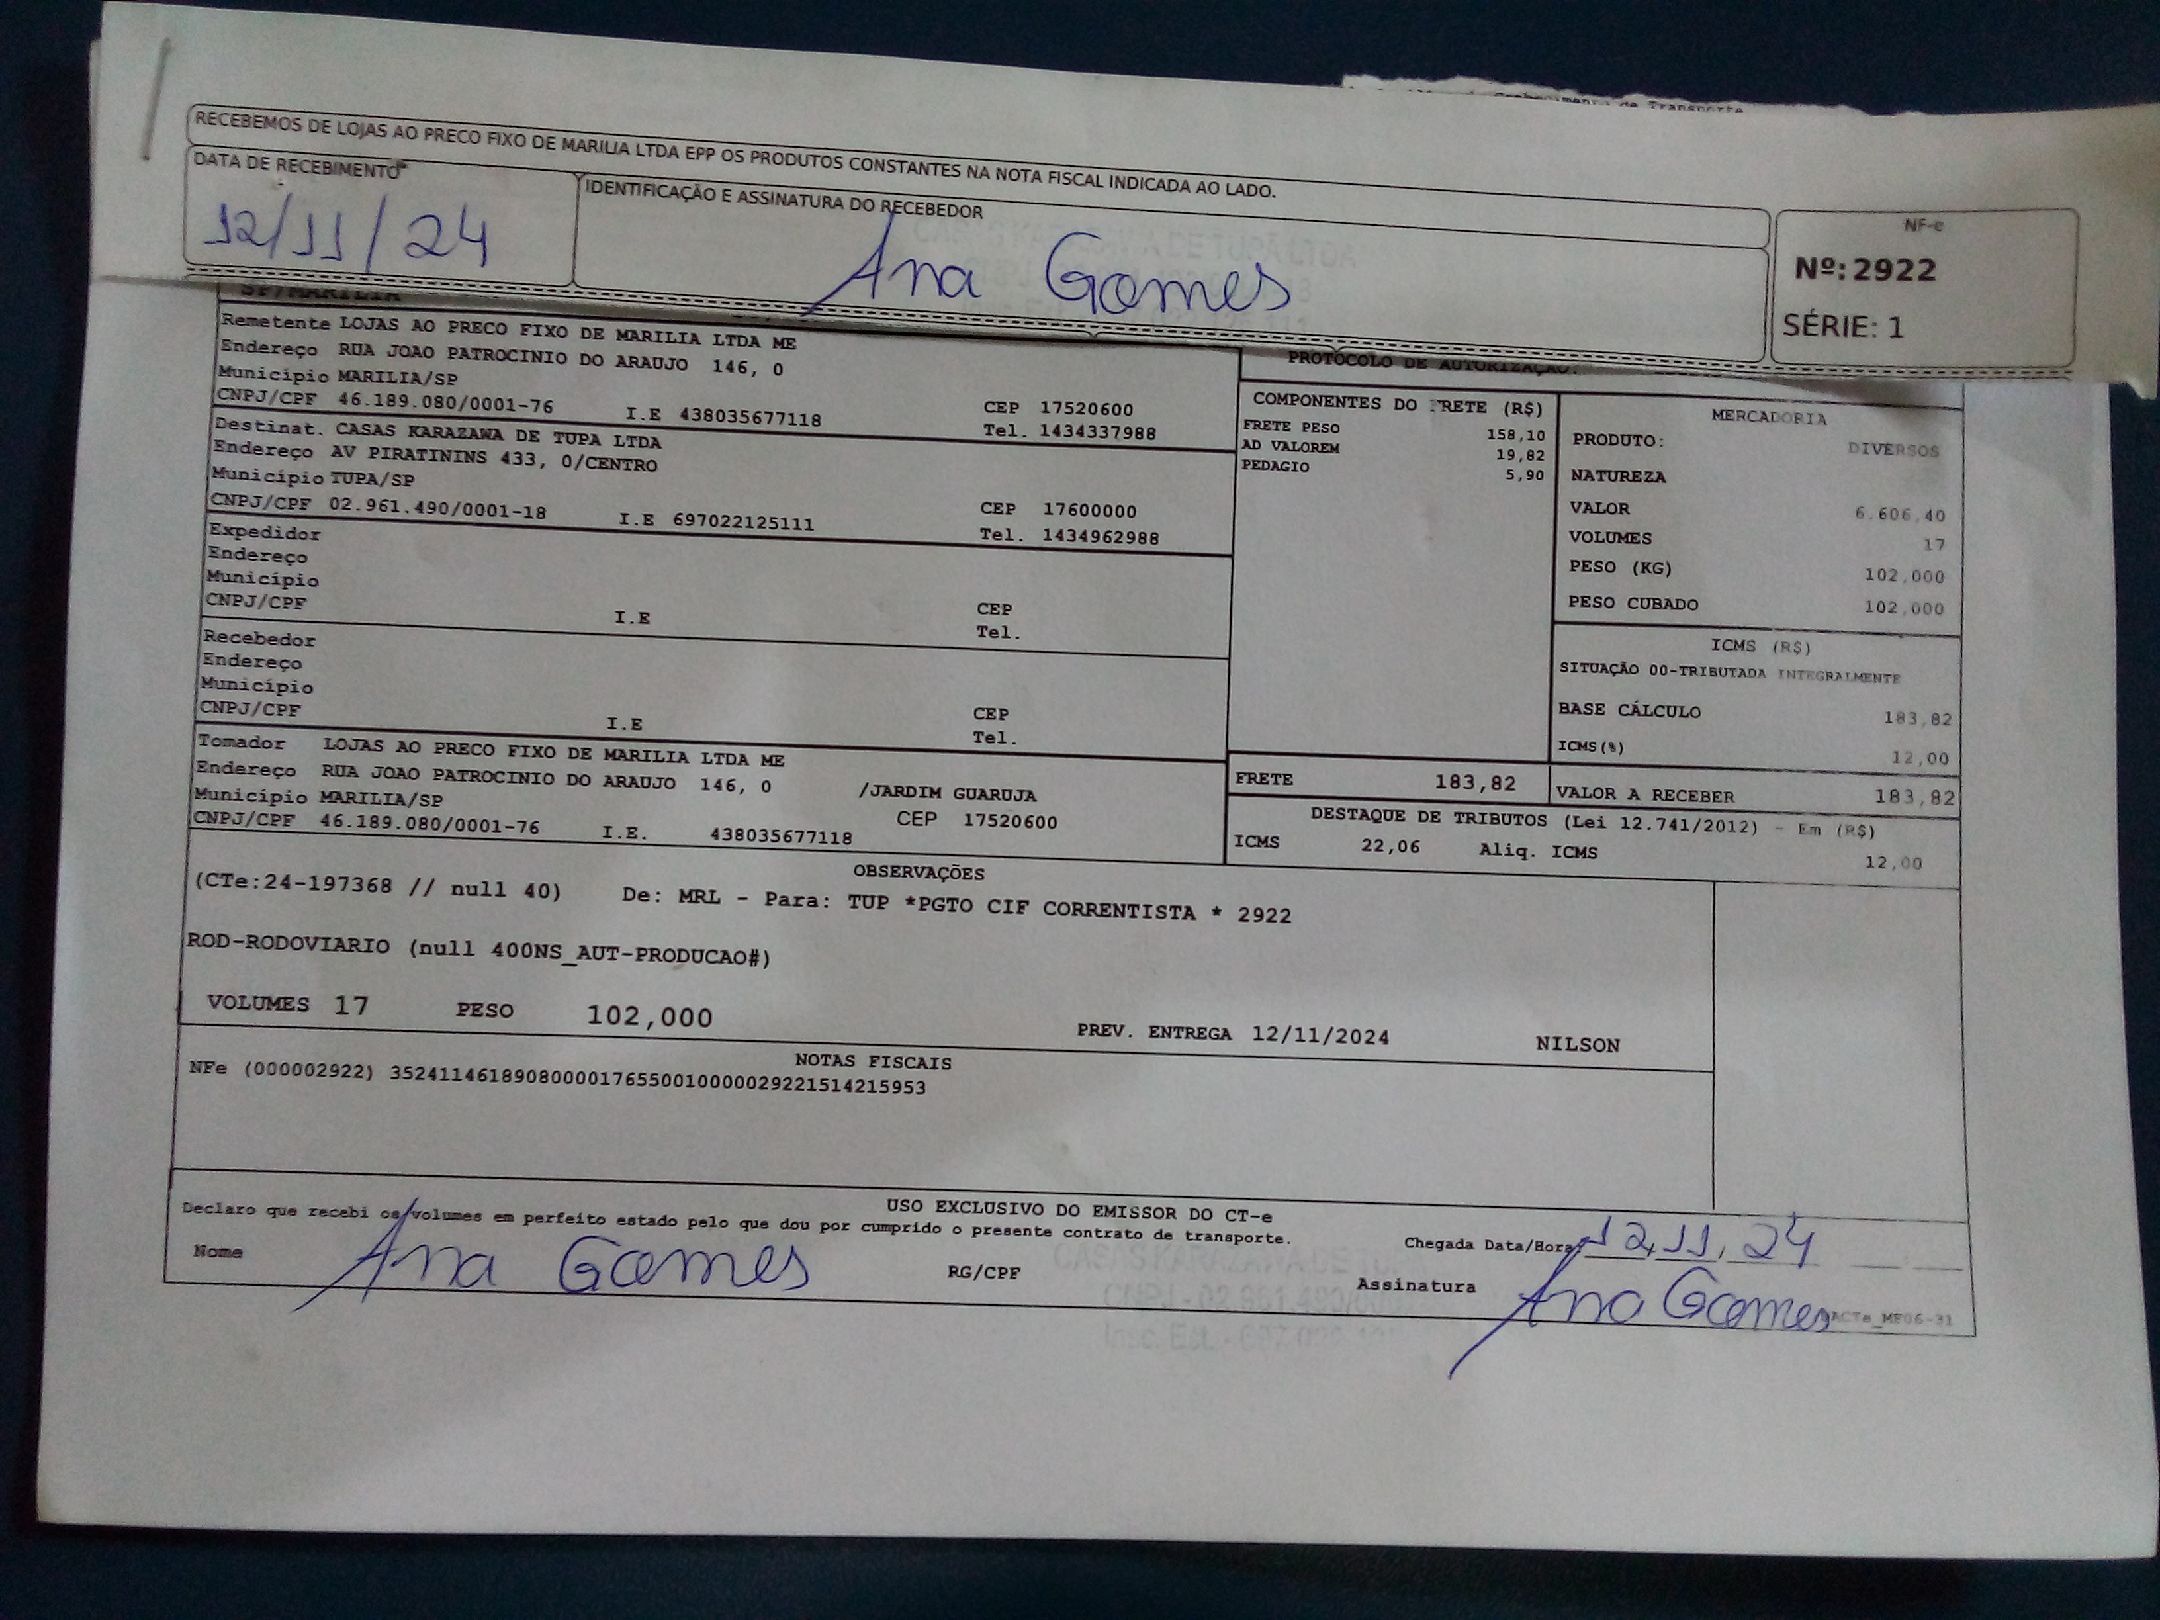 RECEBEMOS DE LOJAS AO PRECO FIXO DE MARILIA LTDA EPP OS PRODUTOS CONSTANTES NA NOTA FISCAL INDICADA AO LADO.
DATA DE RECEBIMENTO
IDENTIFICAÇÃO E ASSINATURA DO RECEBEDOR
12/11/24
Ana Gomes
NF-e
Nº: 2922
SÉRIE: 1
SP/MARILIA
Remetente LOJAS AO PRECO FIXO DE MARILIA LTDA ME
Endereço RUA JOAO PATROCINIO DO ARAUJO 146, 0
Município MARILIA/SP
CNPJ/CPF 46.189.080/0001-76 I.E 438035677118 CEP 17520600
Tel. 1434337988
Destinat. CASAS KARAZAWA DE TUPA LTDA
Endereço AV PIRATININS 433, 0/CENTRO
Município TUPA/SP
CNPJ/CPF 02.961.490/0001-18 I.E 697022125111 CEP 17600000
Tel. 1434962988
Expedidor
Endereço
Município
CNPJ/CPF I.E CEP
Tel.
Recebedor
Endereço
Município
CNPJ/CPF I.E CEP
Tel.
Tomador LOJAS AO PRECO FIXO DE MARILIA LTDA ME
Endereço RUA JOAO PATROCINIO DO ARAUJO 146, 0 /JARDIM GUARUJA
Município MARILIA/SP CEP 17520600
CNPJ/CPF 46.189.080/0001-76 I.E. 438035677118
PROTOCOLO DE AUTORIZAÇÃO:
COMPONENTES DO FRETE (R$)
FRETE PESO 158,10
AD VALOREM 19,82
PEDAGIO 5,90
MERCADORIA
PRODUTO: DIVERSOS
NATUREZA
VALOR 6.606,40
VOLUMES 17
PESO (KG) 102,000
PESO CUBADO 102,000
ICMS (R$)
SITUAÇÃO 00-TRIBUTADA INTEGRALMENTE
BASE CÁLCULO 183,82
ICMS(%) 12,00
FRETE 183,82 VALOR A RECEBER 183,82
DESTAQUE DE TRIBUTOS (Lei 12.741/2012) - Em (R$)
ICMS 22,06 Aliq. ICMS 12,00
OBSERVAÇÕES
(CTe:24-197368 // null 40) De: MRL - Para: TUP *PGTO CIF CORRENTISTA * 2922
ROD-RODOVIARIO (null 400NS_AUT-PRODUCAO#)
VOLUMES 17 PESO 102,000 PREV. ENTREGA 12/11/2024 NILSON
NOTAS FISCAIS
NFe (000002922) 35241146189080000176550010000029221514215953
USO EXCLUSIVO DO EMISSOR DO CT-e
Declaro que recebi os volumes em perfeito estado pelo que dou por cumprido o presente contrato de transporte.
Nome Ana Gomes RG/CPF
Chegada Data/Hora 12,11,24
Assinatura Ana Gomes